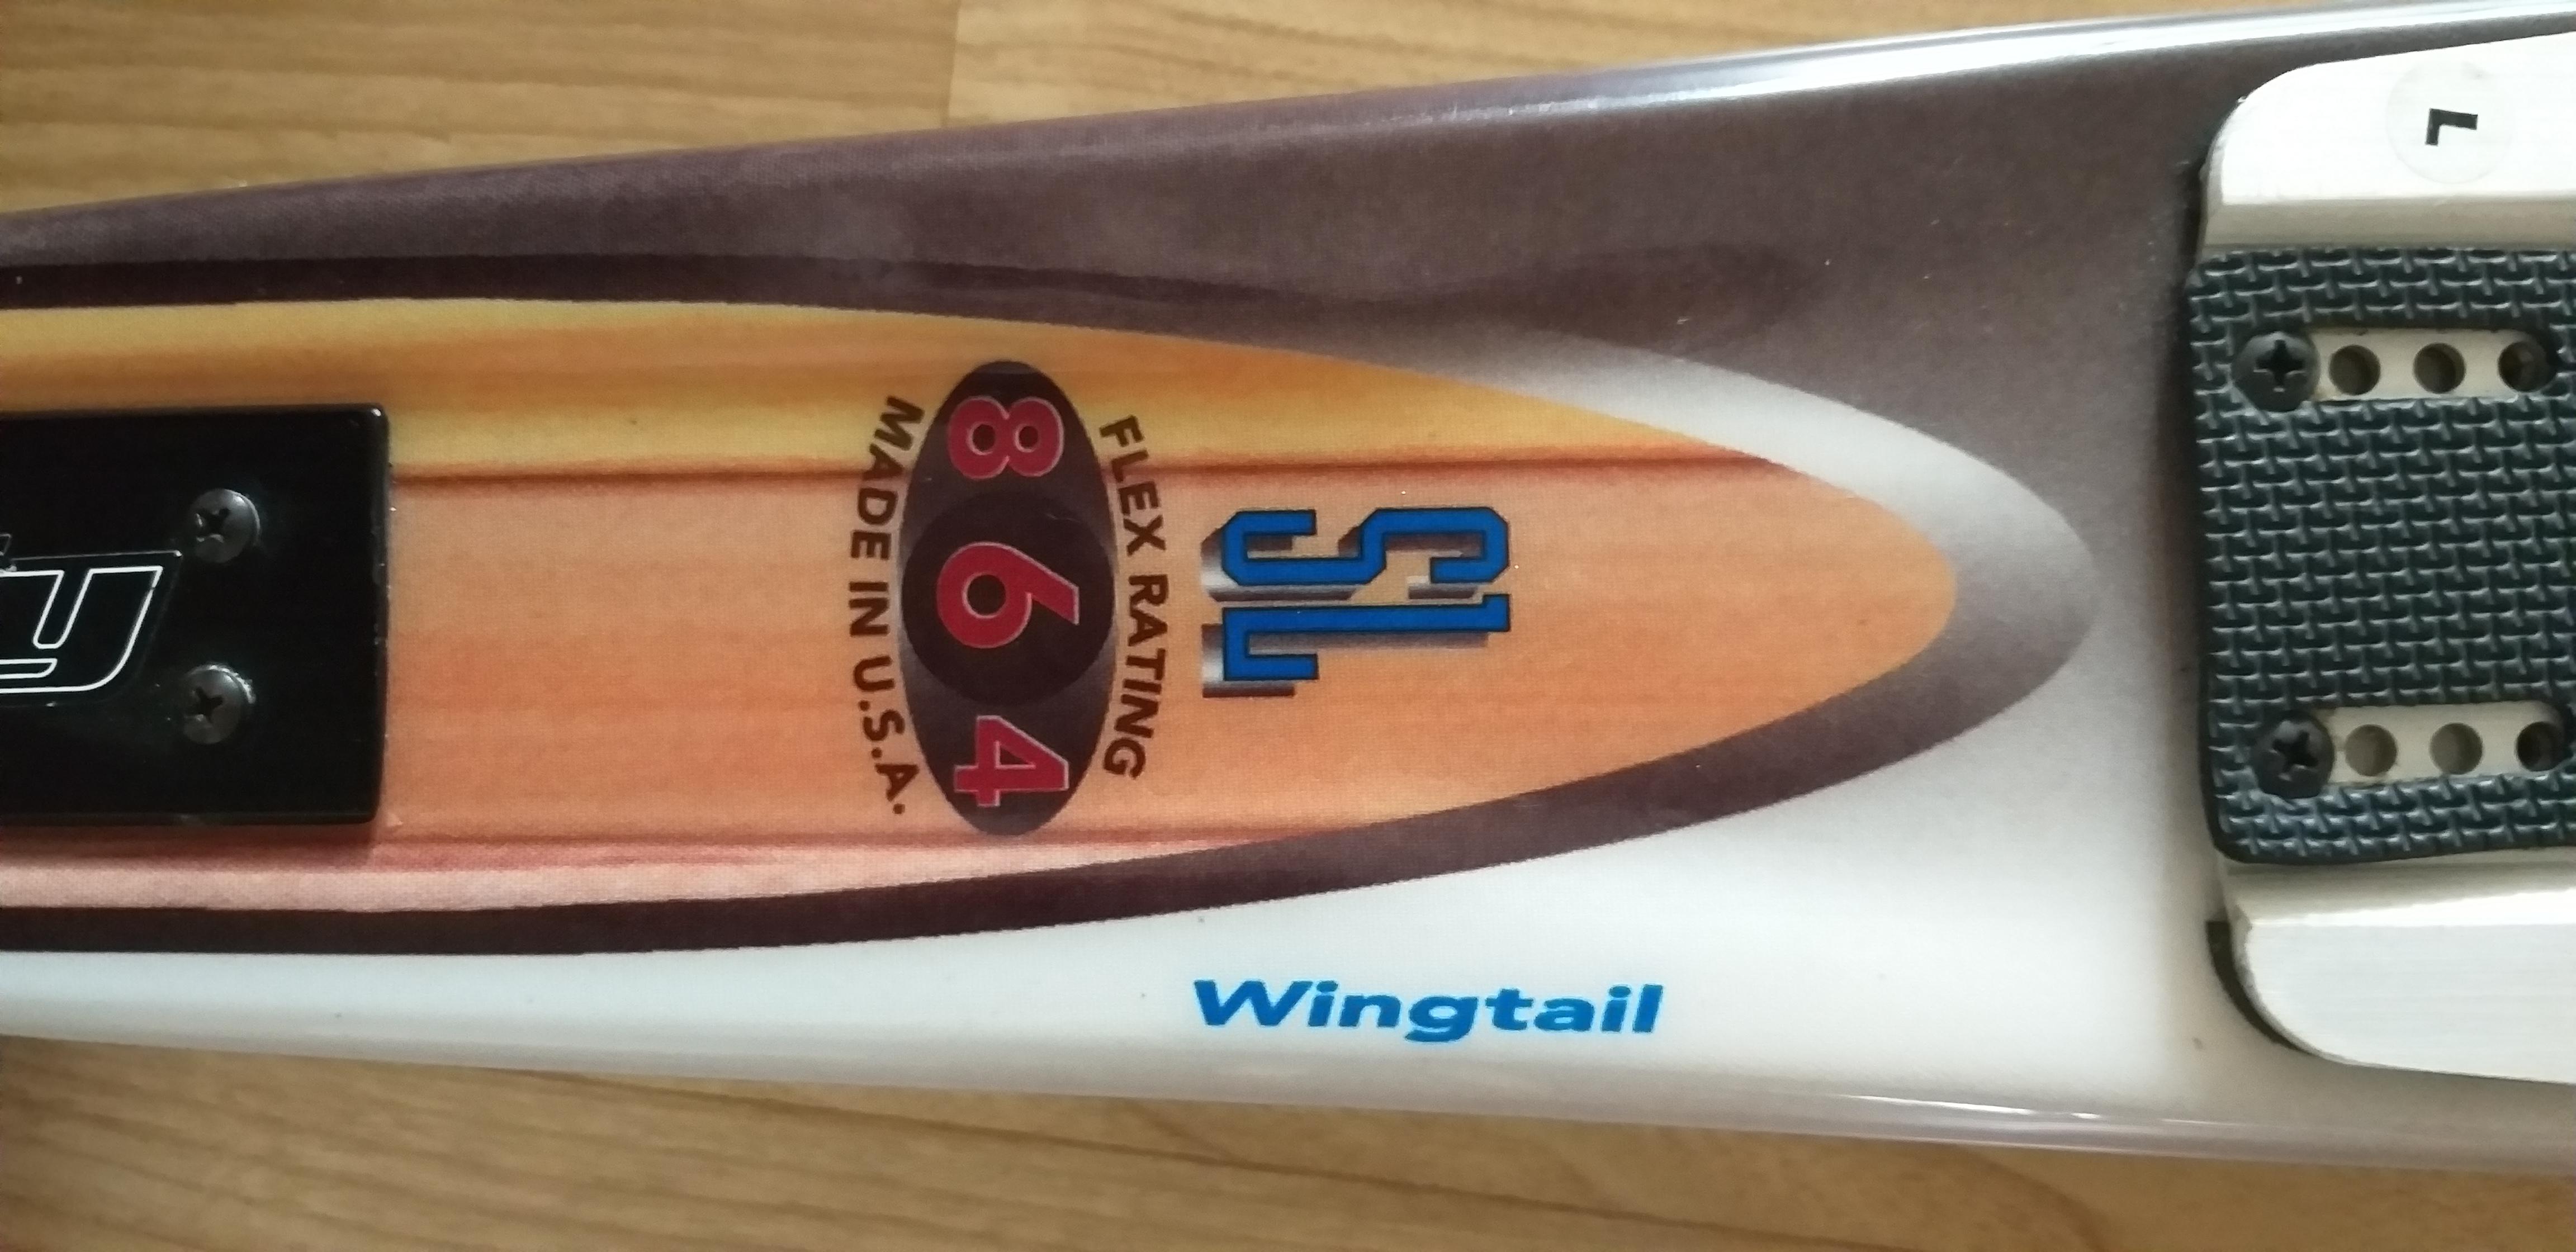 SL
FLEX RATING
8 6 4
MADE IN U.S.A.
Wingtail
L